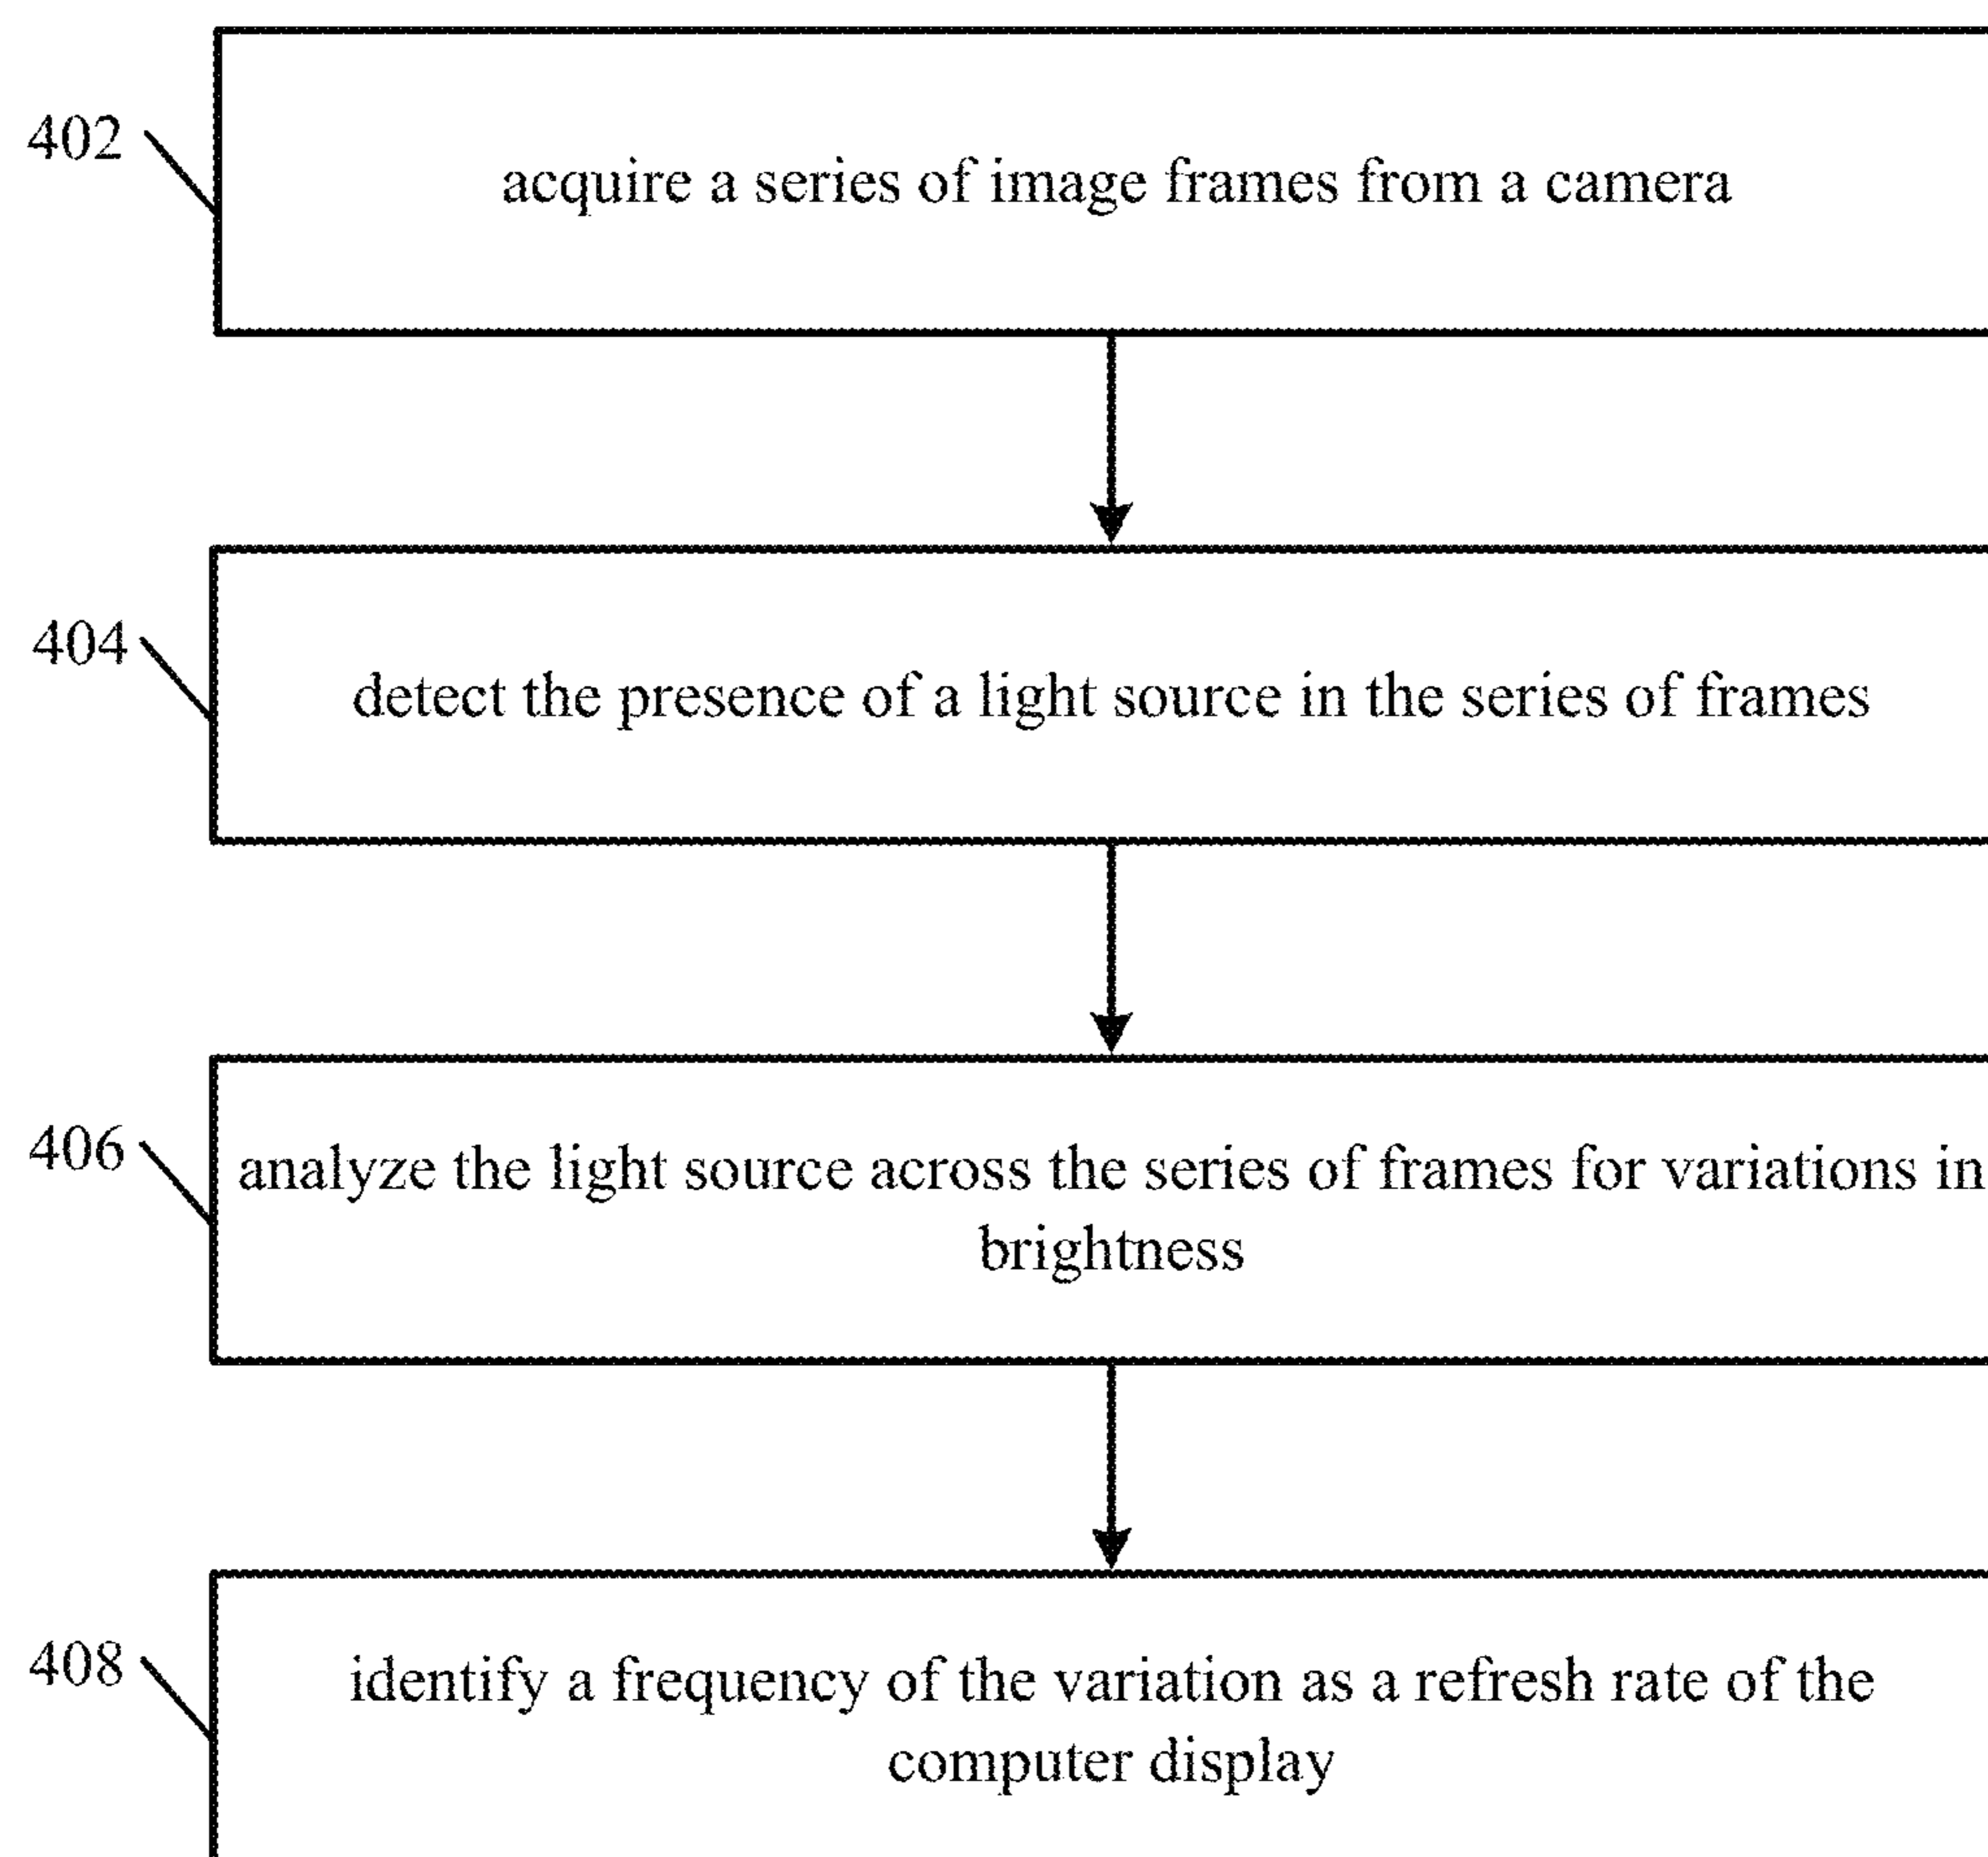 402
acquire a series of image frames from a camera
404
detect the presence of a light source in the series of frames
406
analyze the light source across the series of frames for variations in
brightness
408
identify a frequency of the variation as a refresh rate of the
computer display